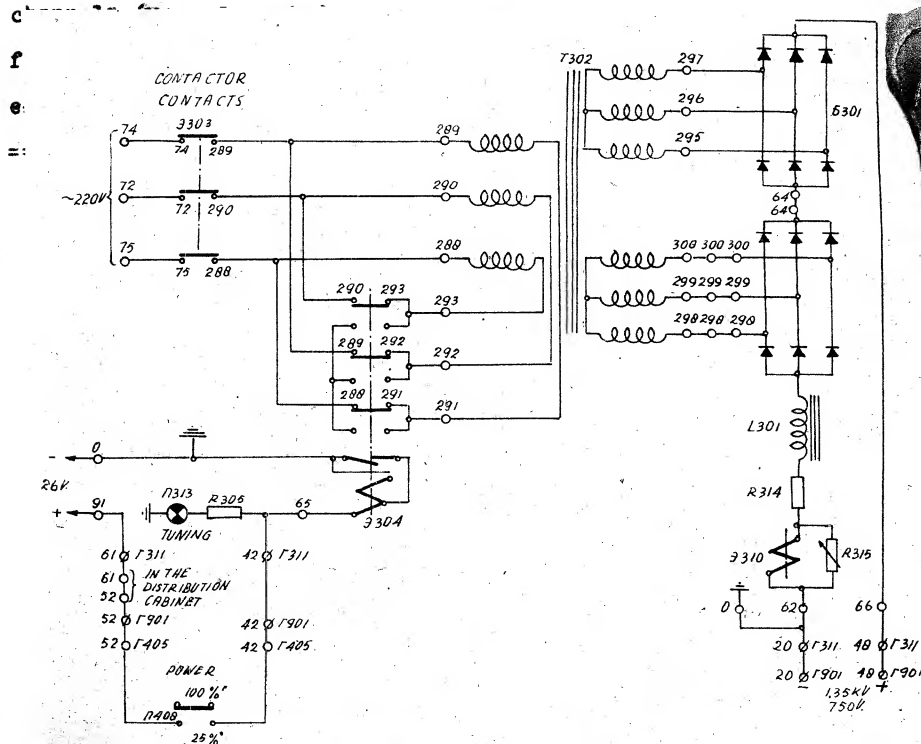 c
f
e
=:
CONTACTOR
CONTACTS
Э303
74
74
289
289
~220V
72
72
290
290
75
75
288
288
T302
297
296
295
Б301
64
64
300 300 300
299 299 299
298 298 298
290 293
293
289 292
292
288 291
291
L301
R314
Э310
R315
0
62
66
20 Г311
48 Г311
20 Г901
48 Г901
- +
1.35KV
750V.
- 0
26V.
+ 91
Л313
TUNING
R305
65
Э304
61 Г311
42 Г311
61
52
IN THE
DISTRIBUTION
CABINET
52 Г901
42 Г901
52 Г405
42 Г405
POWER
100%"
П408
25%"